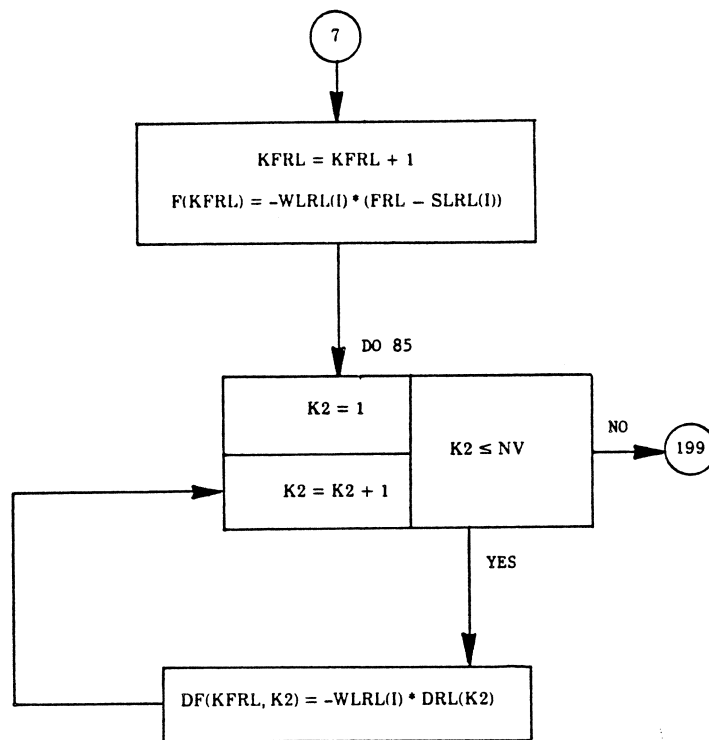 7
KFRL = KFRL + 1
F(KFRL) = -WLRL(I) * (FRL – SLRL(I))
DO 85
K2 = 1
K2 = K2 + 1
K2 ≤ NV
NO
199
YES
DF(KFRL, K2) = -WLRL(I) * DRL(K2)